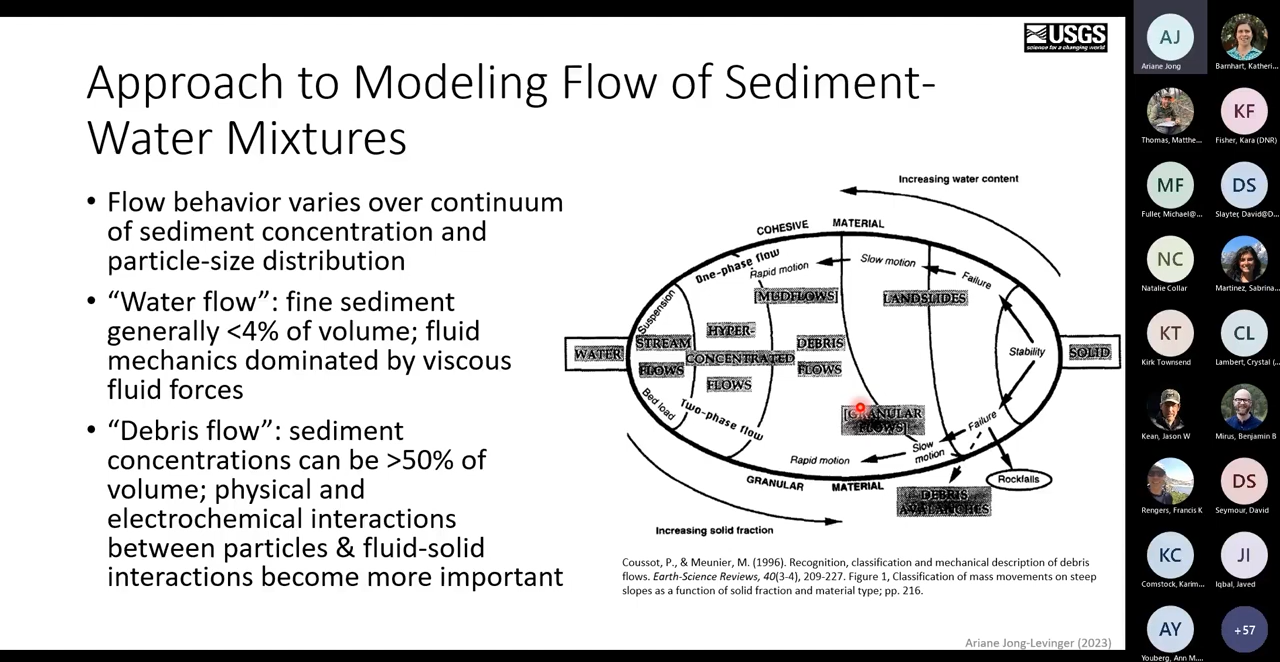 USGS
science for a changing world
Approach to Modeling Flow of Sediment-
Water Mixtures
• Flow behavior varies over continuum
of sediment concentration and
particle-size distribution
• “Water flow”: fine sediment
generally <4% of volume; fluid
mechanics dominated by viscous
fluid forces
• “Debris flow”: sediment
concentrations can be >50% of
volume; physical and
electrochemical interactions
between particles & fluid-solid
interactions become more important
Increasing water content
COHESIVE MATERIAL
One-phase flow
Rapid motion
Slow motion
Failure
[MUDFLOWS]
LANDSLIDES
Suspension
WATER
STREAM
FLOWS
HYPER-
CONCENTRATED
FLOWS
DEBRIS
FLOWS
Stability
SOLID
Bed load
Two-phase flow
[GRANULAR
FLOWS]
Failure
Slow
motion
Rapid motion
Rockfalls
GRANULAR MATERIAL
DEBRIS
AVALANCHES
Increasing solid fraction
Coussot, P., & Meunier, M. (1996). Recognition, classification and mechanical description of debris
flows. Earth-Science Reviews, 40(3-4), 209-227. Figure 1, Classification of mass movements on steep
slopes as a function of solid fraction and material type; pp. 216.
Ariane Jong-Levinger (2023)
AJ
Ariane Jong
Barnhart, Katheri...
Thomas, Matthe...
KF
Fisher, Kara (DNR)
MF
Fuller, Michael@...
DS
Slayter, David@D...
NC
Natalie Collar
Martinez, Sabrina...
KT
Kirk Townsend
CL
Lambert, Crystal (...
Kean, Jason W
Mirus, Benjamin B
Rengers, Francis K
DS
Seymour, David
KC
Comstock, Karim...
JI
Iqbal, Javed
AY
Youberg, Ann M....
+57